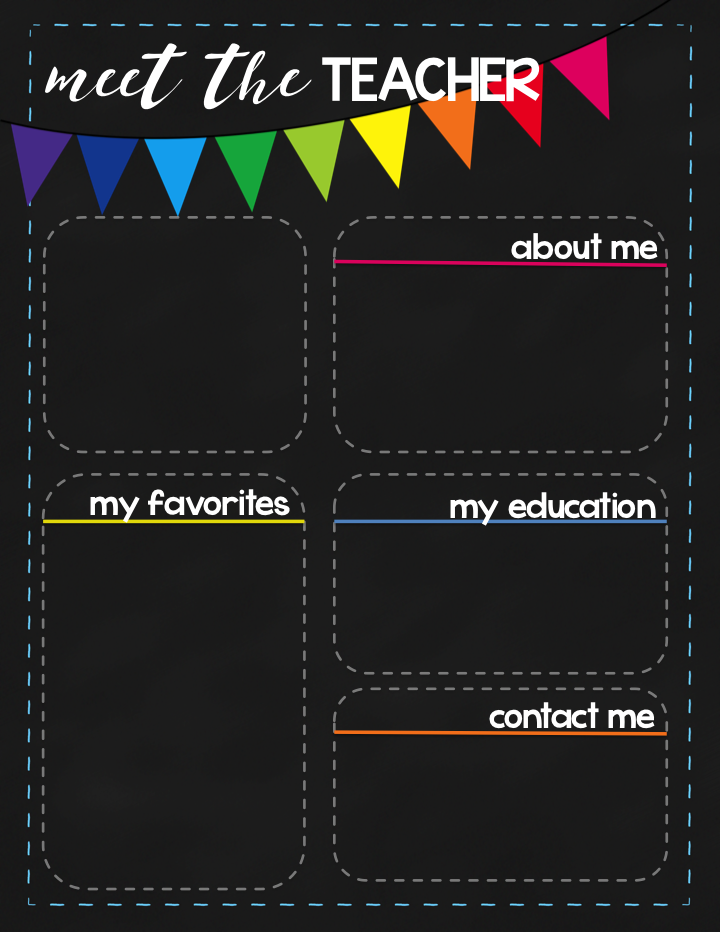 meet the TEACHER
about me
my favorites
my education
contact me